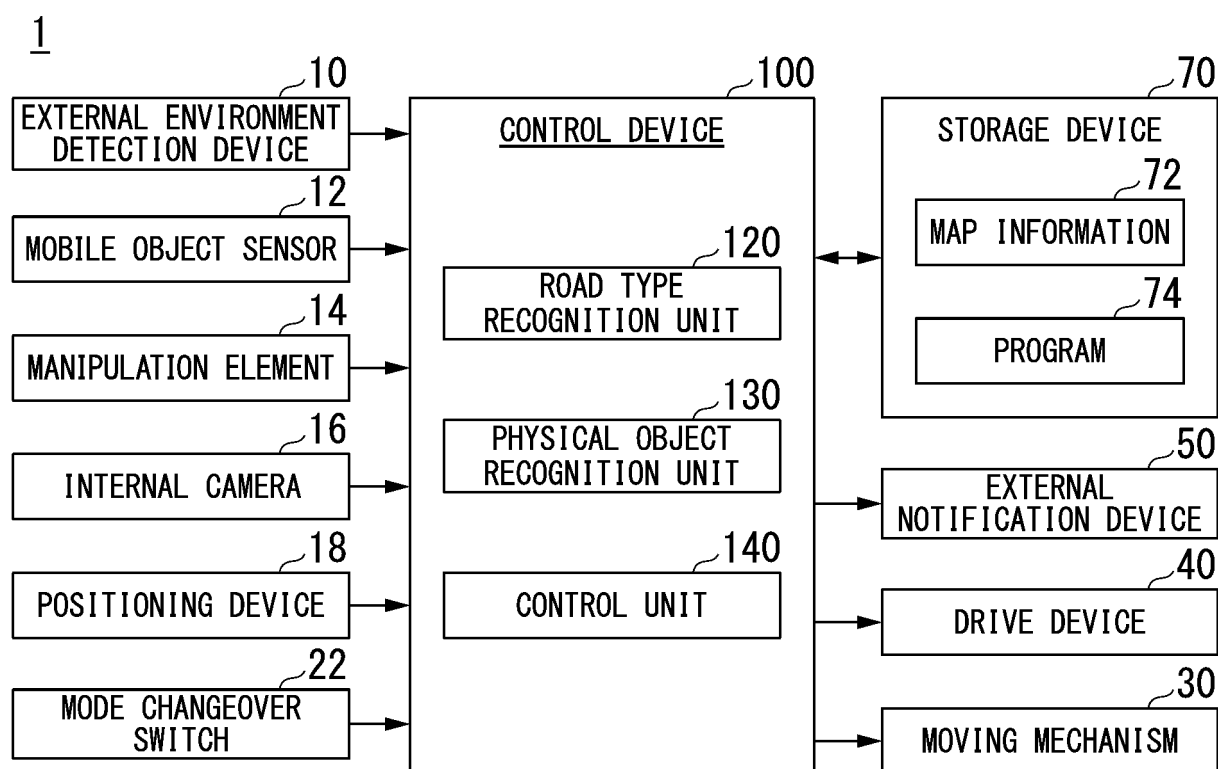 1
10
EXTERNAL ENVIRONMENT
DETECTION DEVICE
12
MOBILE OBJECT SENSOR
14
MANIPULATION ELEMENT
16
INTERNAL CAMERA
18
POSITIONING DEVICE
22
MODE CHANGEOVER
SWITCH
100
CONTROL DEVICE
120
ROAD TYPE
RECOGNITION UNIT
130
PHYSICAL OBJECT
RECOGNITION UNIT
140
CONTROL UNIT
70
STORAGE DEVICE
72
MAP INFORMATION
74
PROGRAM
50
EXTERNAL
NOTIFICATION DEVICE
40
DRIVE DEVICE
30
MOVING MECHANISM